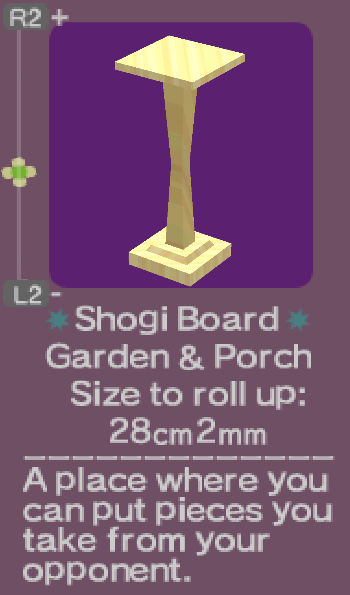 R2 +
L2 -
Shogi Board
Garden & Porch
Size to roll up:
28cm2mm
A place where you
can put pieces you
take from your
opponent.